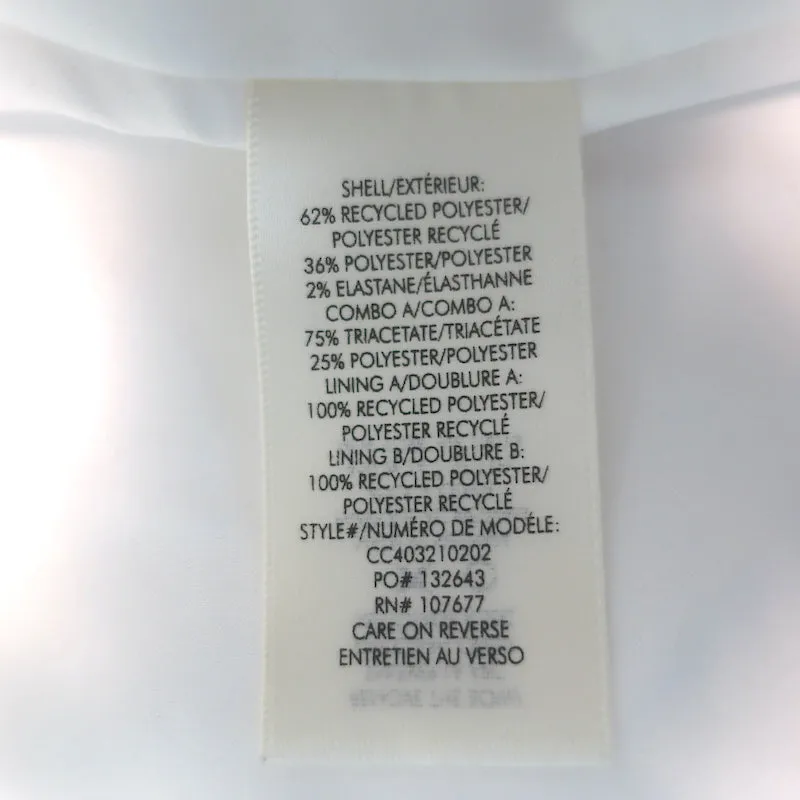 SHELL/EXTÉRIEUR:
62% RECYCLED POLYESTER/
POLYESTER RECYCLÉ
36% POLYESTER/POLYESTER
2% ELASTANE/ÉLASTHANNE
COMBO A/COMBO A:
75% TRIACETATE/TRIACÉTATE
25% POLYESTER/POLYESTER
LINING A/DOUBLURE A:
100% RECYCLED POLYESTER/
POLYESTER RECYCLÉ
LINING B/DOUBLURE B:
100% RECYCLED POLYESTER/
POLYESTER RECYCLÉ
STYLE#/NUMÉRO DE MODÉLE:
CC403210202
PO# 132643
RN# 107677
CARE ON REVERSE
ENTRETIEN AU VERSO